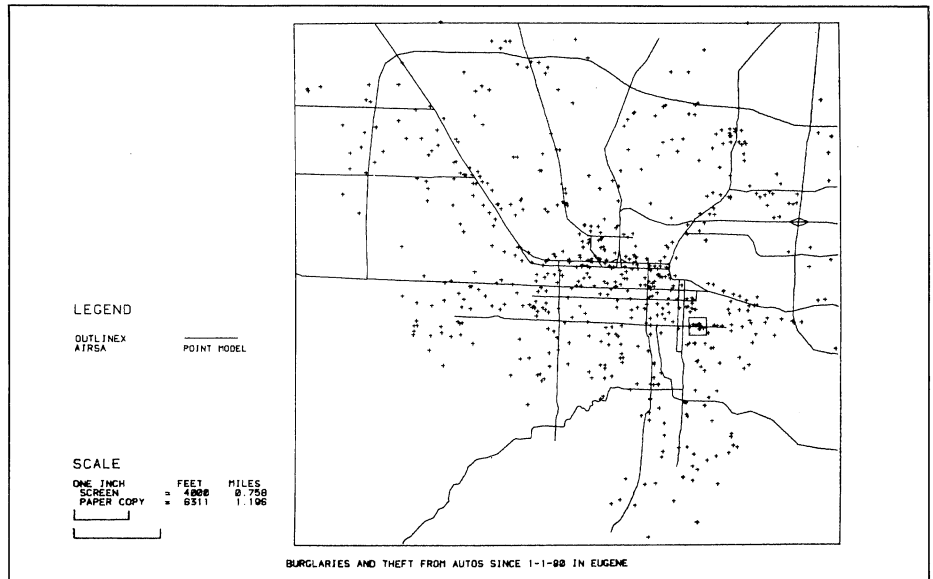 LEGEND
OUTLINEX
AIRSA POINT MODEL
SCALE
ONE INCH FEET MILES
SCREEN = 4000 0.758
PAPER COPY = 6311 1.196
BURGLARIES AND THEFT FROM AUTOS SINCE 1-1-80 IN EUGENE